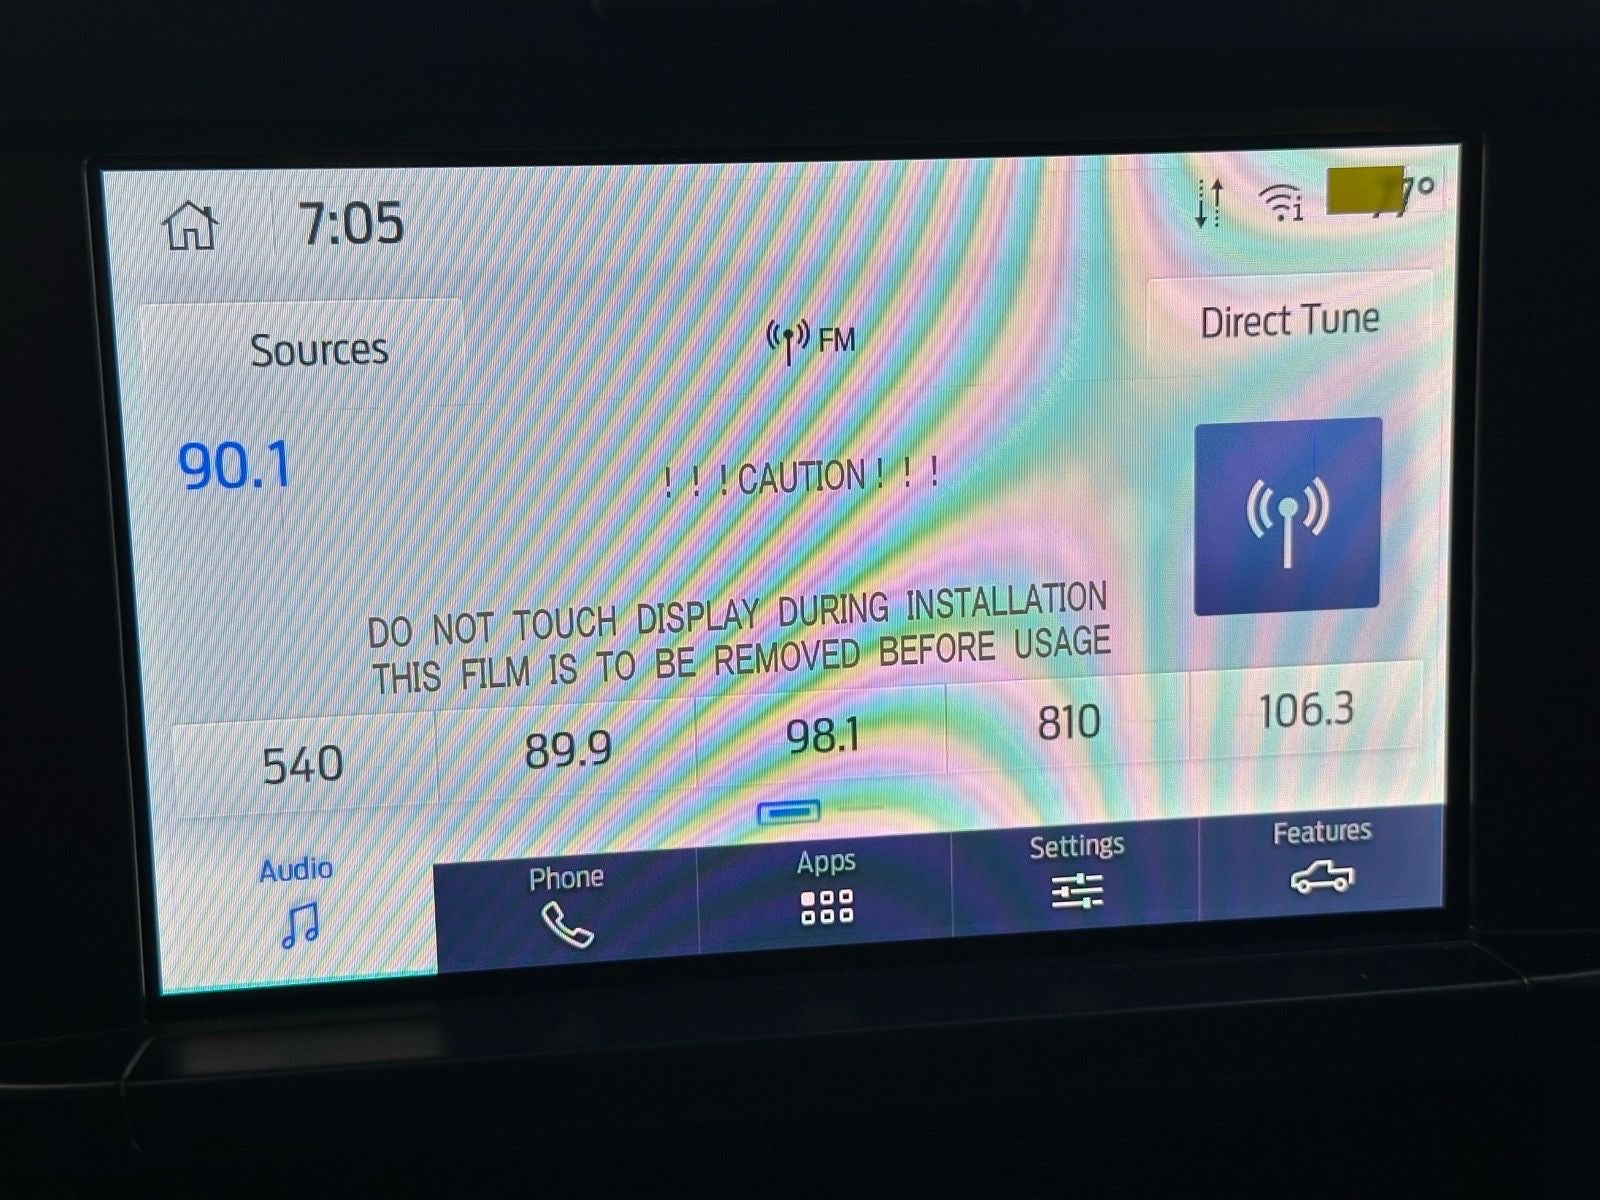 7:05
77°
Sources
FM
Direct Tune
90.1
! ! ! CAUTION ! ! !
DO NOT TOUCH DISPLAY DURING INSTALLATION
THIS FILM IS TO BE REMOVED BEFORE USAGE
540
89.9
98.1
810
106.3
Audio
Phone
Apps
Settings
Features